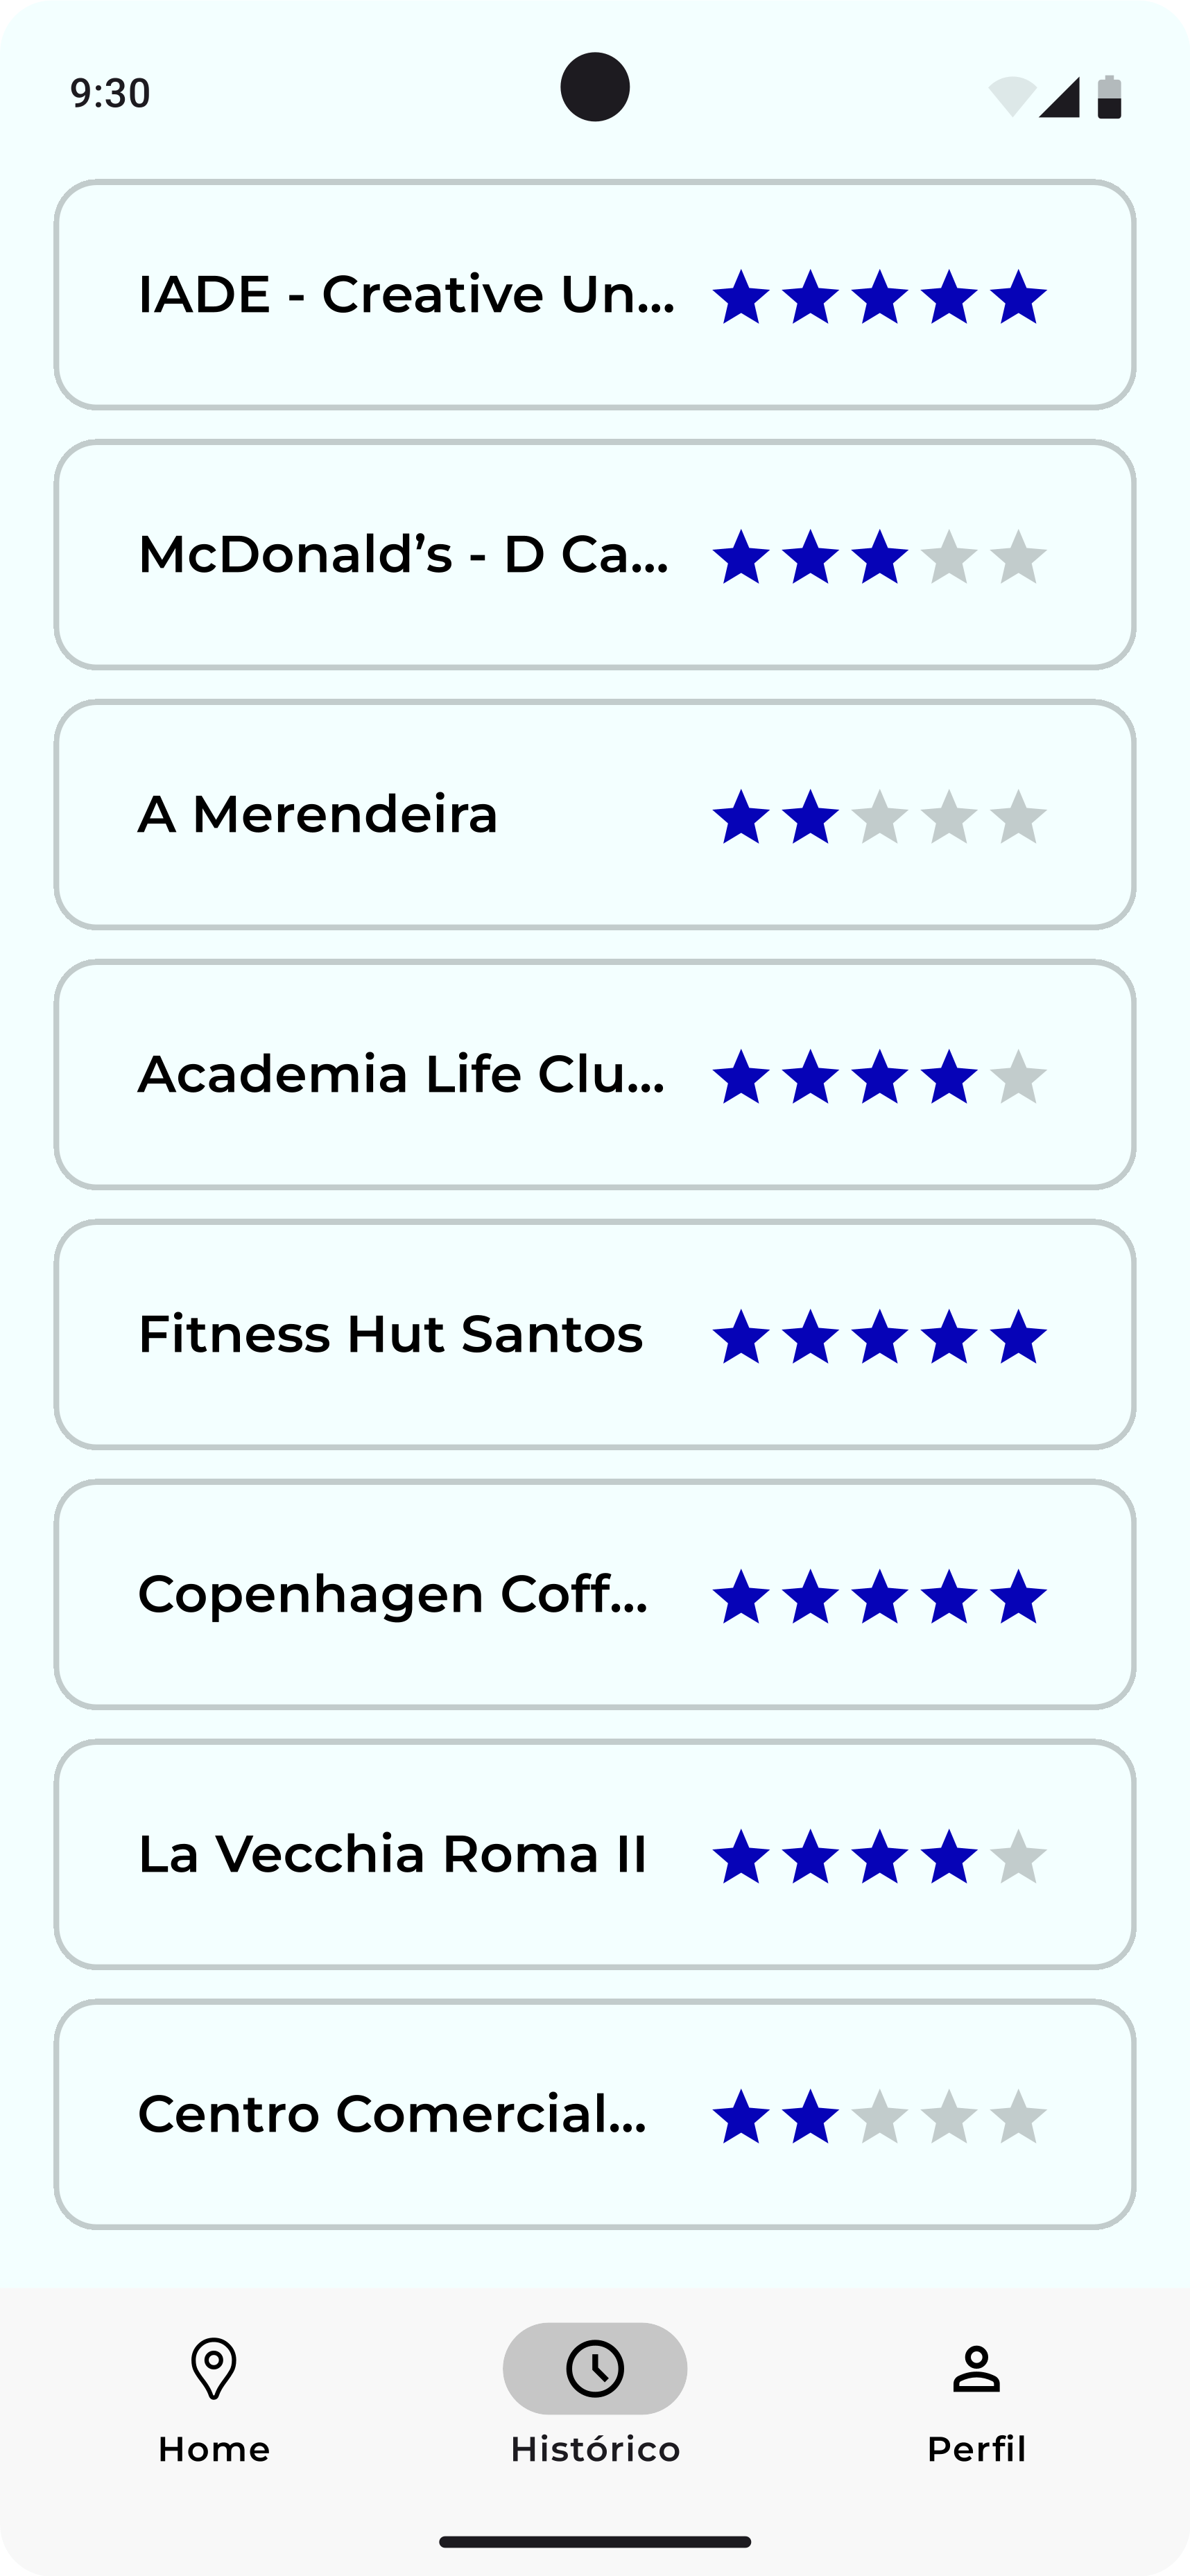 9:30
IADE - Creative Un...
McDonald’s - D Ca...
A Merendeira
Academia Life Clu...
Fitness Hut Santos
Copenhagen Coff...
La Vecchia Roma II
Centro Comercial...
Home Histórico Perfil